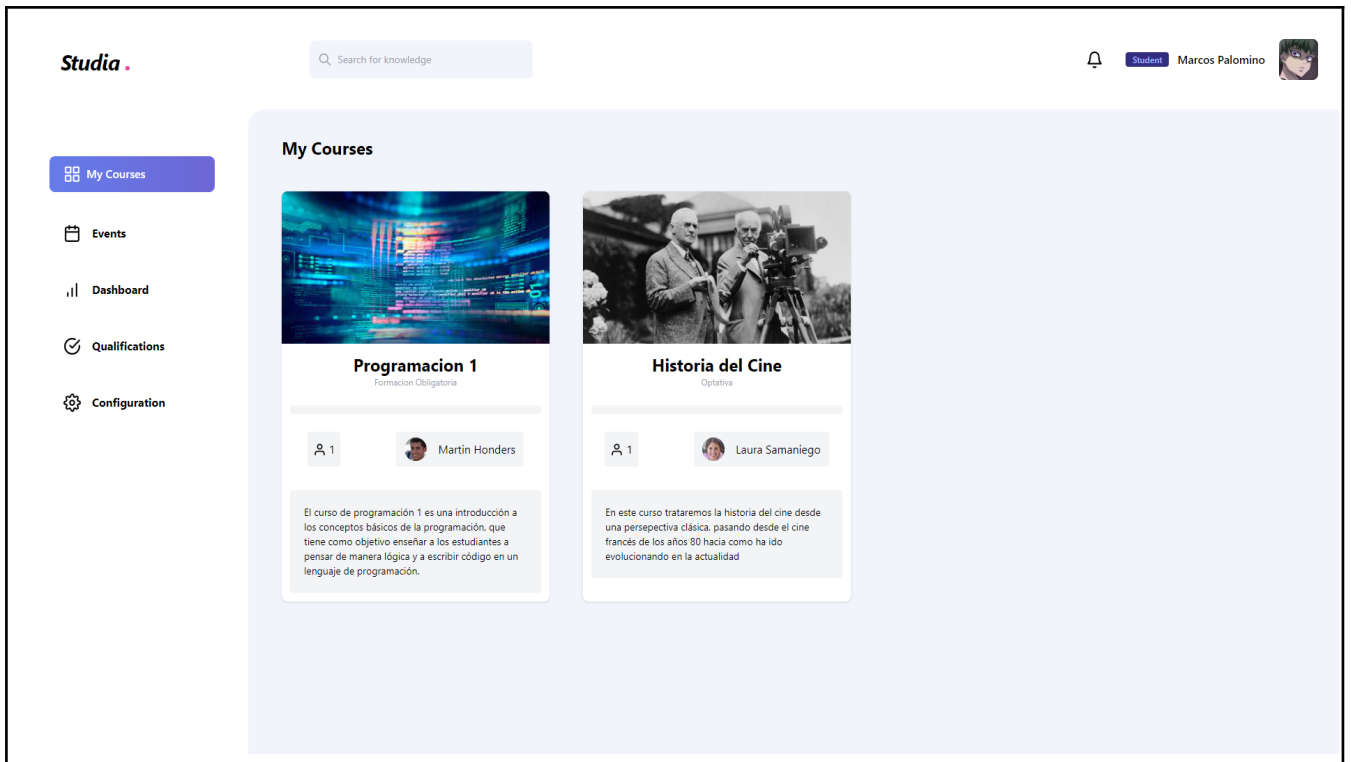 Studia .
Search for knowledge
Student
Marcos Palomino
My Courses
Events
Dashboard
Qualifications
Configuration
My Courses
Programacion 1
Formacion Obligatoria
1
Martin Honders
El curso de programación 1 es una introducción a
los conceptos básicos de la programación, que
tiene como objetivo enseñar a los estudiantes a
pensar de manera lógica y a escribir código en un
lenguaje de programación.
Historia del Cine
Optativa
1
Laura Samaniego
En este curso trataremos la historia del cine desde
una persepectiva clásica, pasando desde el cine
francés de los años 80 hacia como ha ido
evolucionando en la actualidad